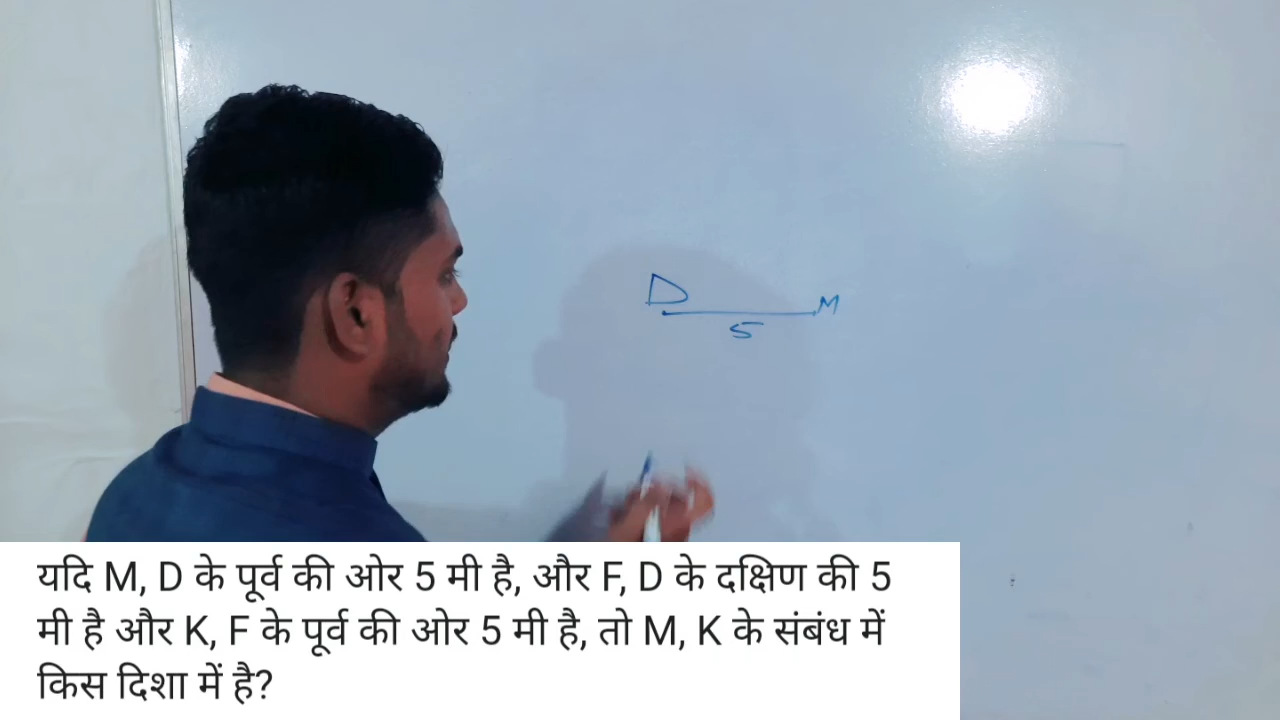 D
M
5
यदि M, D के पूर्व की ओर 5 मी है, और F, D के दक्षिण की 5
मी है और K, F के पूर्व की ओर 5 मी है, तो M, K के संबंध में
किस दिशा में है?